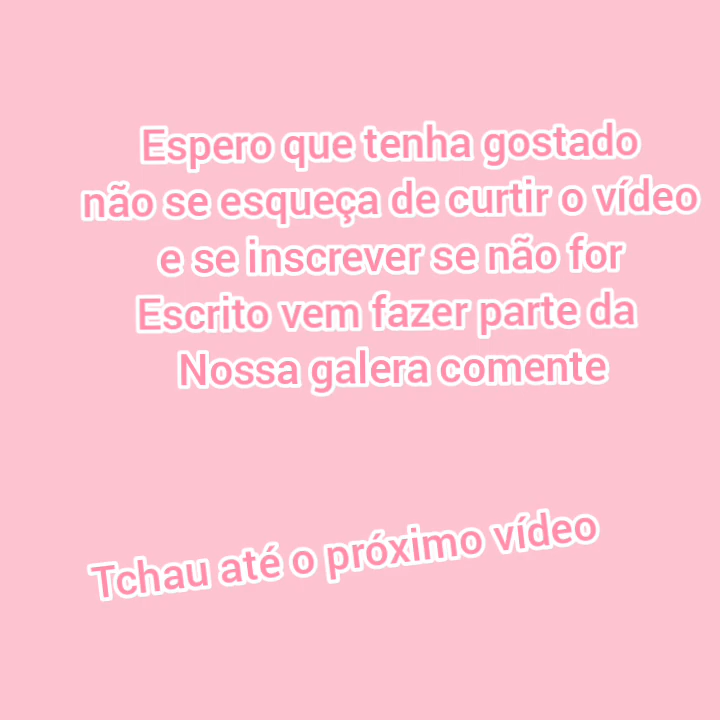 Espero que tenha gostado
não se esqueça de curtir o vídeo
e se inscrever se não for
Escrito vem fazer parte da
Nossa galera comente
Tchau até o próximo vídeo